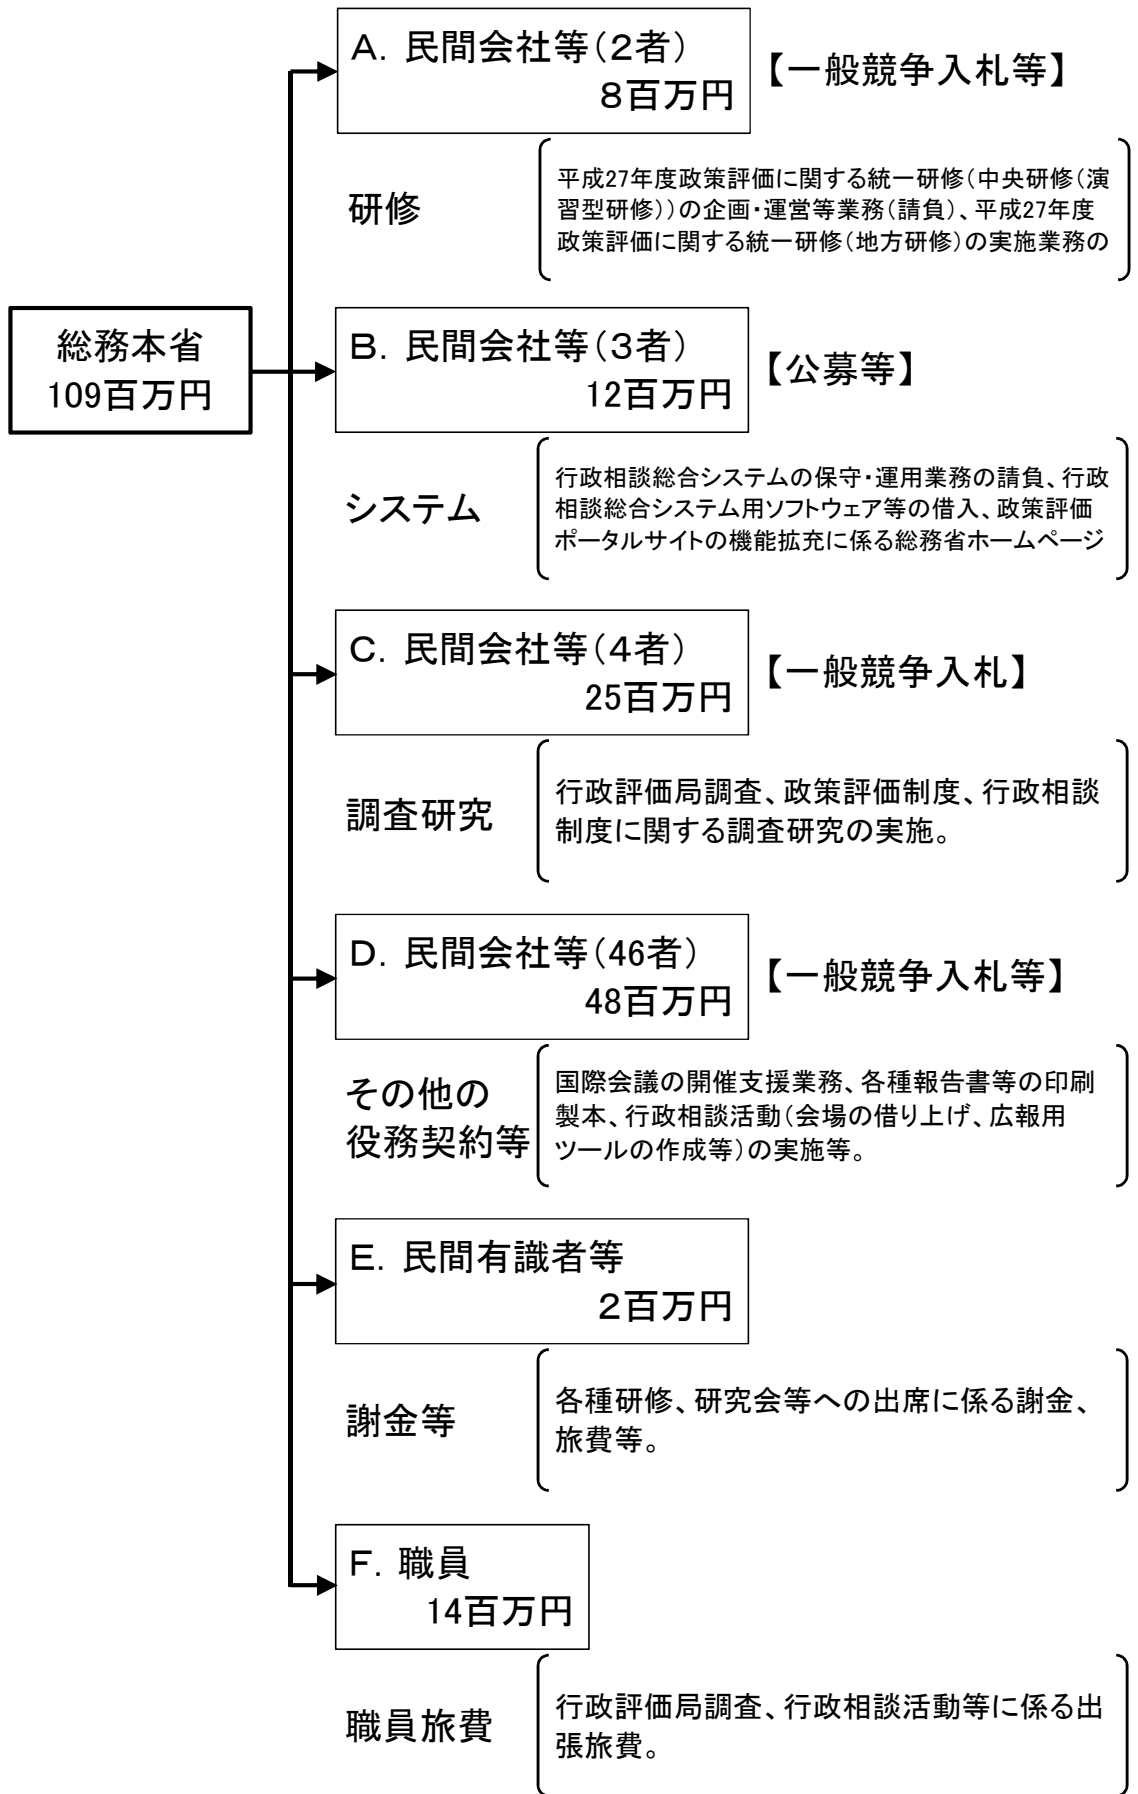 A. 民間会社等(2者)
8百万円
【一般競争入札等】
研修
平成27年度政策評価に関する統一研修(中央研修(演
習型研修))の企画・運営等業務(請負)、平成27年度
政策評価に関する統一研修(地方研修)の実施業務の
総務本省
109百万円
B. 民間会社等(3者)
12百万円
【公募等】
システム
行政相談総合システムの保守・運用業務の請負、行政
相談総合システム用ソフトウェア等の借入、政策評価
ポータルサイトの機能拡充に係る総務省ホームページ
C. 民間会社等(4者)
25百万円
【一般競争入札】
調査研究
行政評価局調査、政策評価制度、行政相談
制度に関する調査研究の実施。
D. 民間会社等(46者)
48百万円
【一般競争入札等】
その他の
役務契約等
国際会議の開催支援業務、各種報告書等の印刷
製本、行政相談活動(会場の借り上げ、広報用
ツールの作成等)の実施等。
E. 民間有識者等
2百万円
謝金等
各種研修、研究会等への出席に係る謝金、
旅費等。
F. 職員
14百万円
職員旅費
行政評価局調査、行政相談活動等に係る出
張旅費。